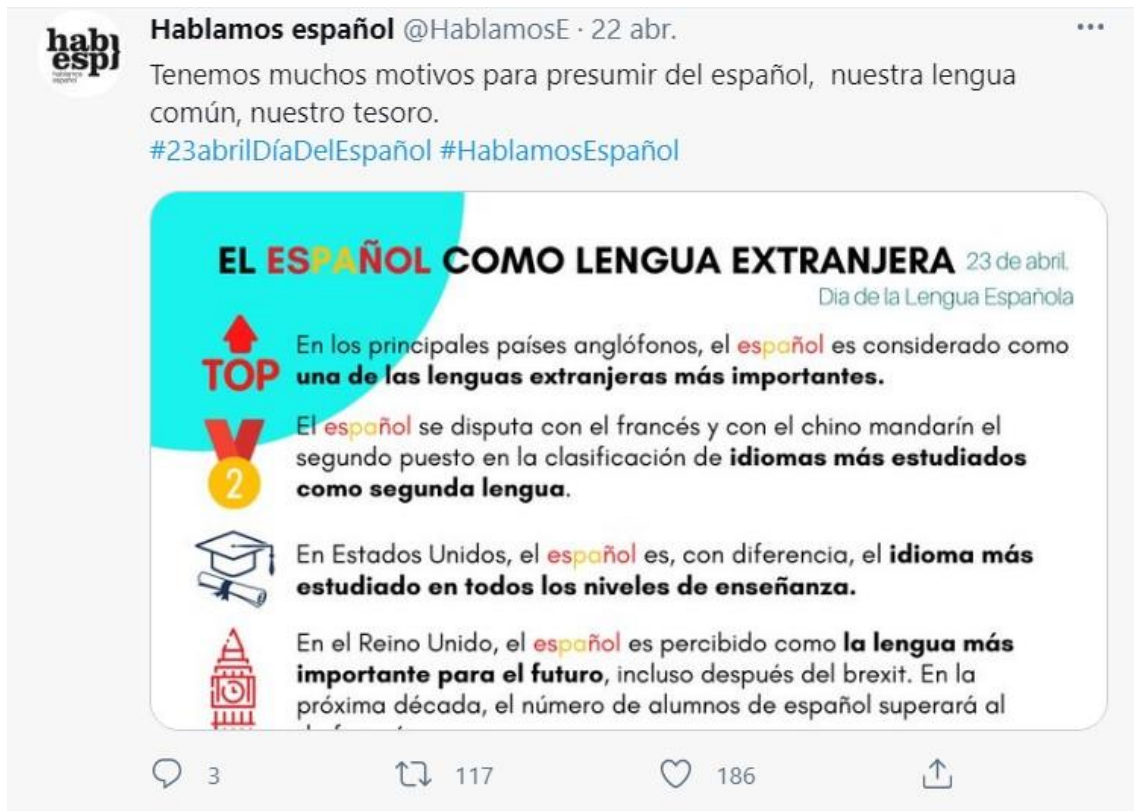 habı
espı
hablamos
español
Hablamos español @HablamosE · 22 abr.
Tenemos muchos motivos para presumir del español, nuestra lengua
común, nuestro tesoro.
#23abrilDíaDelEspañol #HablamosEspañol
EL ESPAÑOL COMO LENGUA EXTRANJERA 23 de abril.
Dia de la Lengua Española
TOP
En los principales países anglófonos, el español es considerado como
una de las lenguas extranjeras más importantes.
2
El español se disputa con el francés y con el chino mandarín el
segundo puesto en la clasificación de idiomas más estudiados
como segunda lengua.
En Estados Unidos, el español es, con diferencia, el idioma más
estudiado en todos los niveles de enseñanza.
En el Reino Unido, el español es percibido como la lengua más
importante para el futuro, incluso después del brexit. En la
próxima década, el número de alumnos de español superará al
3 117 186